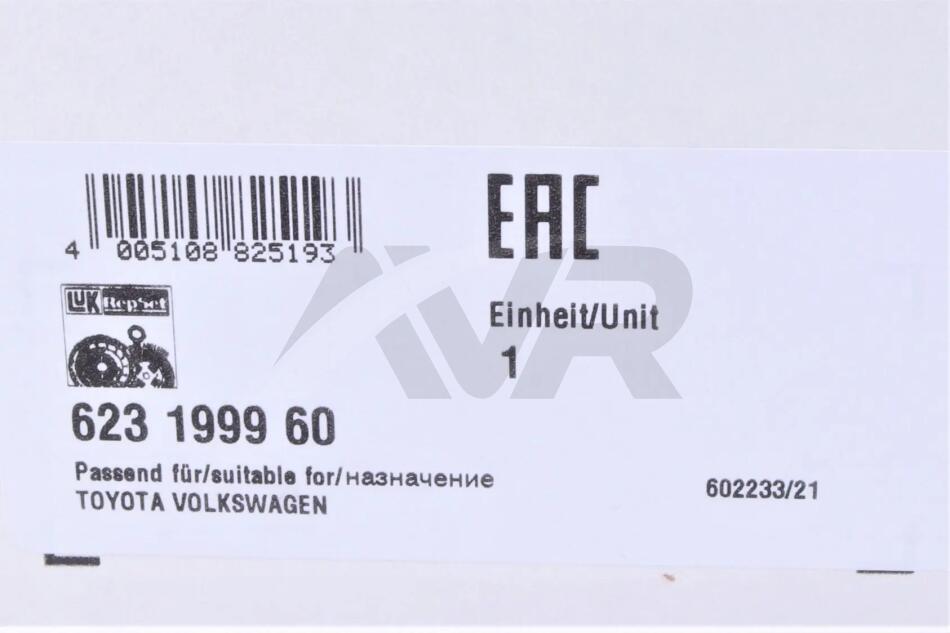 EAC
4 005108 825193
LUK RepSet
Einheit/Unit
1
623 1999 60
Passend für/suitable for/назначение
TOYOTA VOLKSWAGEN
602233/21